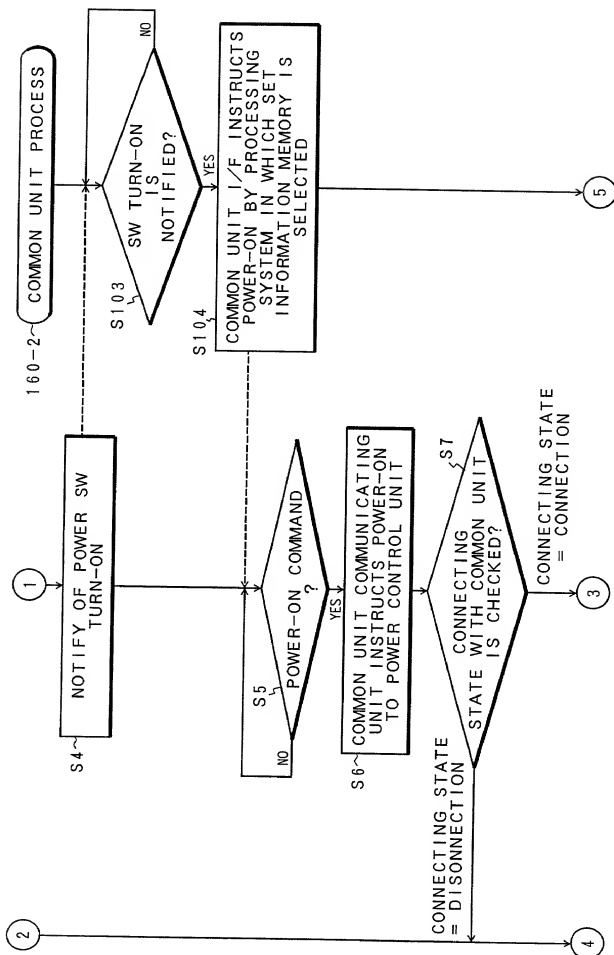 2
1
160-2
COMMON UNIT PROCESS
S4
NOTIFY OF POWER SW
TURN-ON
S103
SW TURN-ON
IS
NOTIFIED?
NO
YES
S104
COMMON UNIT I/F INSTRUCTS
POWER-ON BY PROCESSING
SYSTEM IN WHICH SET
INFORMATION MEMORY IS
SELECTED
S5
POWER-ON COMMAND
?
NO
YES
S6
COMMON UNIT COMMUNICATING
UNIT INSTRUCTS POWER-ON
TO POWER CONTROL UNIT
S7
CONNECTING
STATE WITH COMMON UNIT
IS CHECKED?
CONNECTING STATE
= DISONNECTION
CONNECTING STATE
= CONNECTION
4
3
5